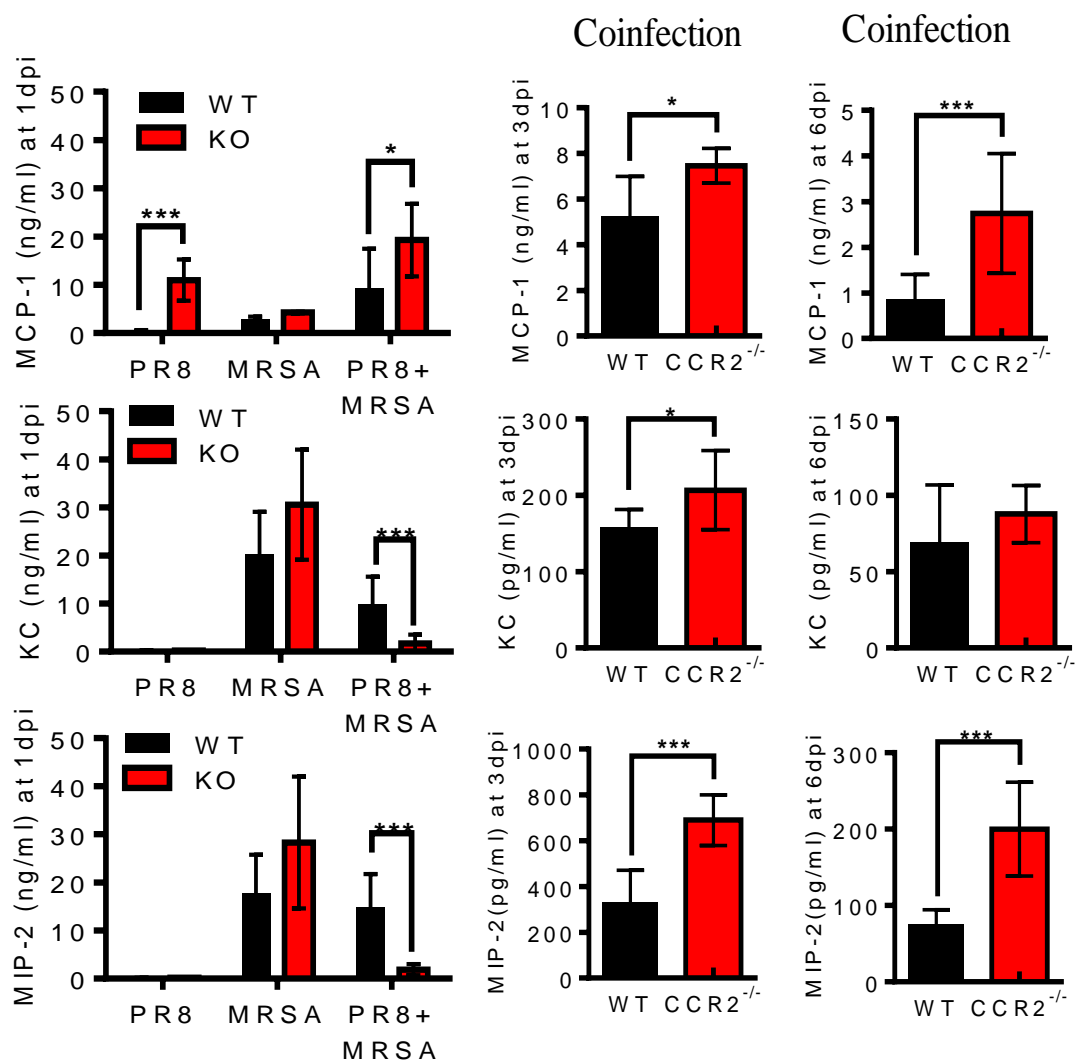 Coinfection
Coinfection
MCP-1 (ng/ml) at 1dpi
50
40
30
20
10
0
WT
KO
***
*
PR8
MRSA
PR8+
MRSA
MCP-1 (ng/ml) at 3dpi
10
8
6
4
2
0
*
WT
CCR2-/-
MCP-1 (ng/ml) at 6dpi
5
4
3
2
1
0
***
WT
CCR2-/-
KC (ng/ml) at 1dpi
50
40
30
20
10
0
WT
KO
***
PR8
MRSA
PR8+
MRSA
KC (pg/ml) at 3dpi
300
200
100
0
*
WT
CCR2-/-
KC (pg/ml) at 6dpi
150
100
50
0
WT
CCR2-/-
MIP-2 (ng/ml) at 1dpi
50
40
30
20
10
0
WT
KO
***
PR8
MRSA
PR8+
MRSA
MIP-2(pg/ml) at 3dpi
1000
800
600
400
200
0
***
WT
CCR2-/-
MIP-2(pg/ml) at 6dpi
300
200
100
0
***
WT
CCR2-/-